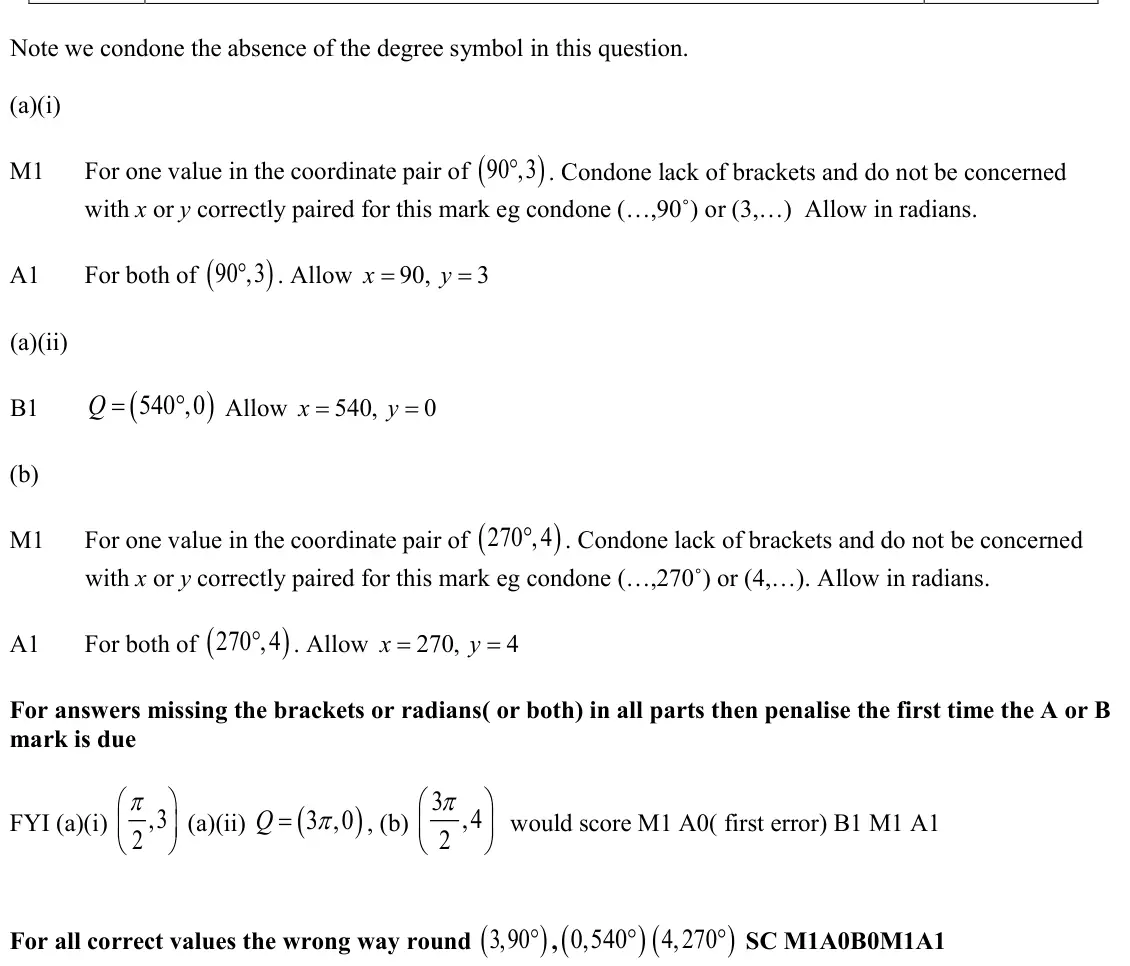 Note we condone the absence of the degree symbol in this question.
(a)(i)
M1 For one value in the coordinate pair of (90°,3). Condone lack of brackets and do not be concerned
with x or y correctly paired for this mark eg condone (…,90˚) or (3,…) Allow in radians.
A1 For both of (90°,3). Allow x = 90, y = 3
(a)(ii)
B1 Q = (540°,0) Allow x = 540, y = 0
(b)
M1 For one value in the coordinate pair of (270°,4). Condone lack of brackets and do not be concerned
with x or y correctly paired for this mark eg condone (…,270˚) or (4,…). Allow in radians.
A1 For both of (270°,4). Allow x = 270, y = 4
For answers missing the brackets or radians( or both) in all parts then penalise the first time the A or B
mark is due
FYI (a)(i) (π/2,3) (a)(ii) Q = (3π,0), (b) (3π/2,4) would score M1 A0( first error) B1 M1 A1
For all correct values the wrong way round (3,90°),(0,540°)(4,270°) SC M1A0B0M1A1